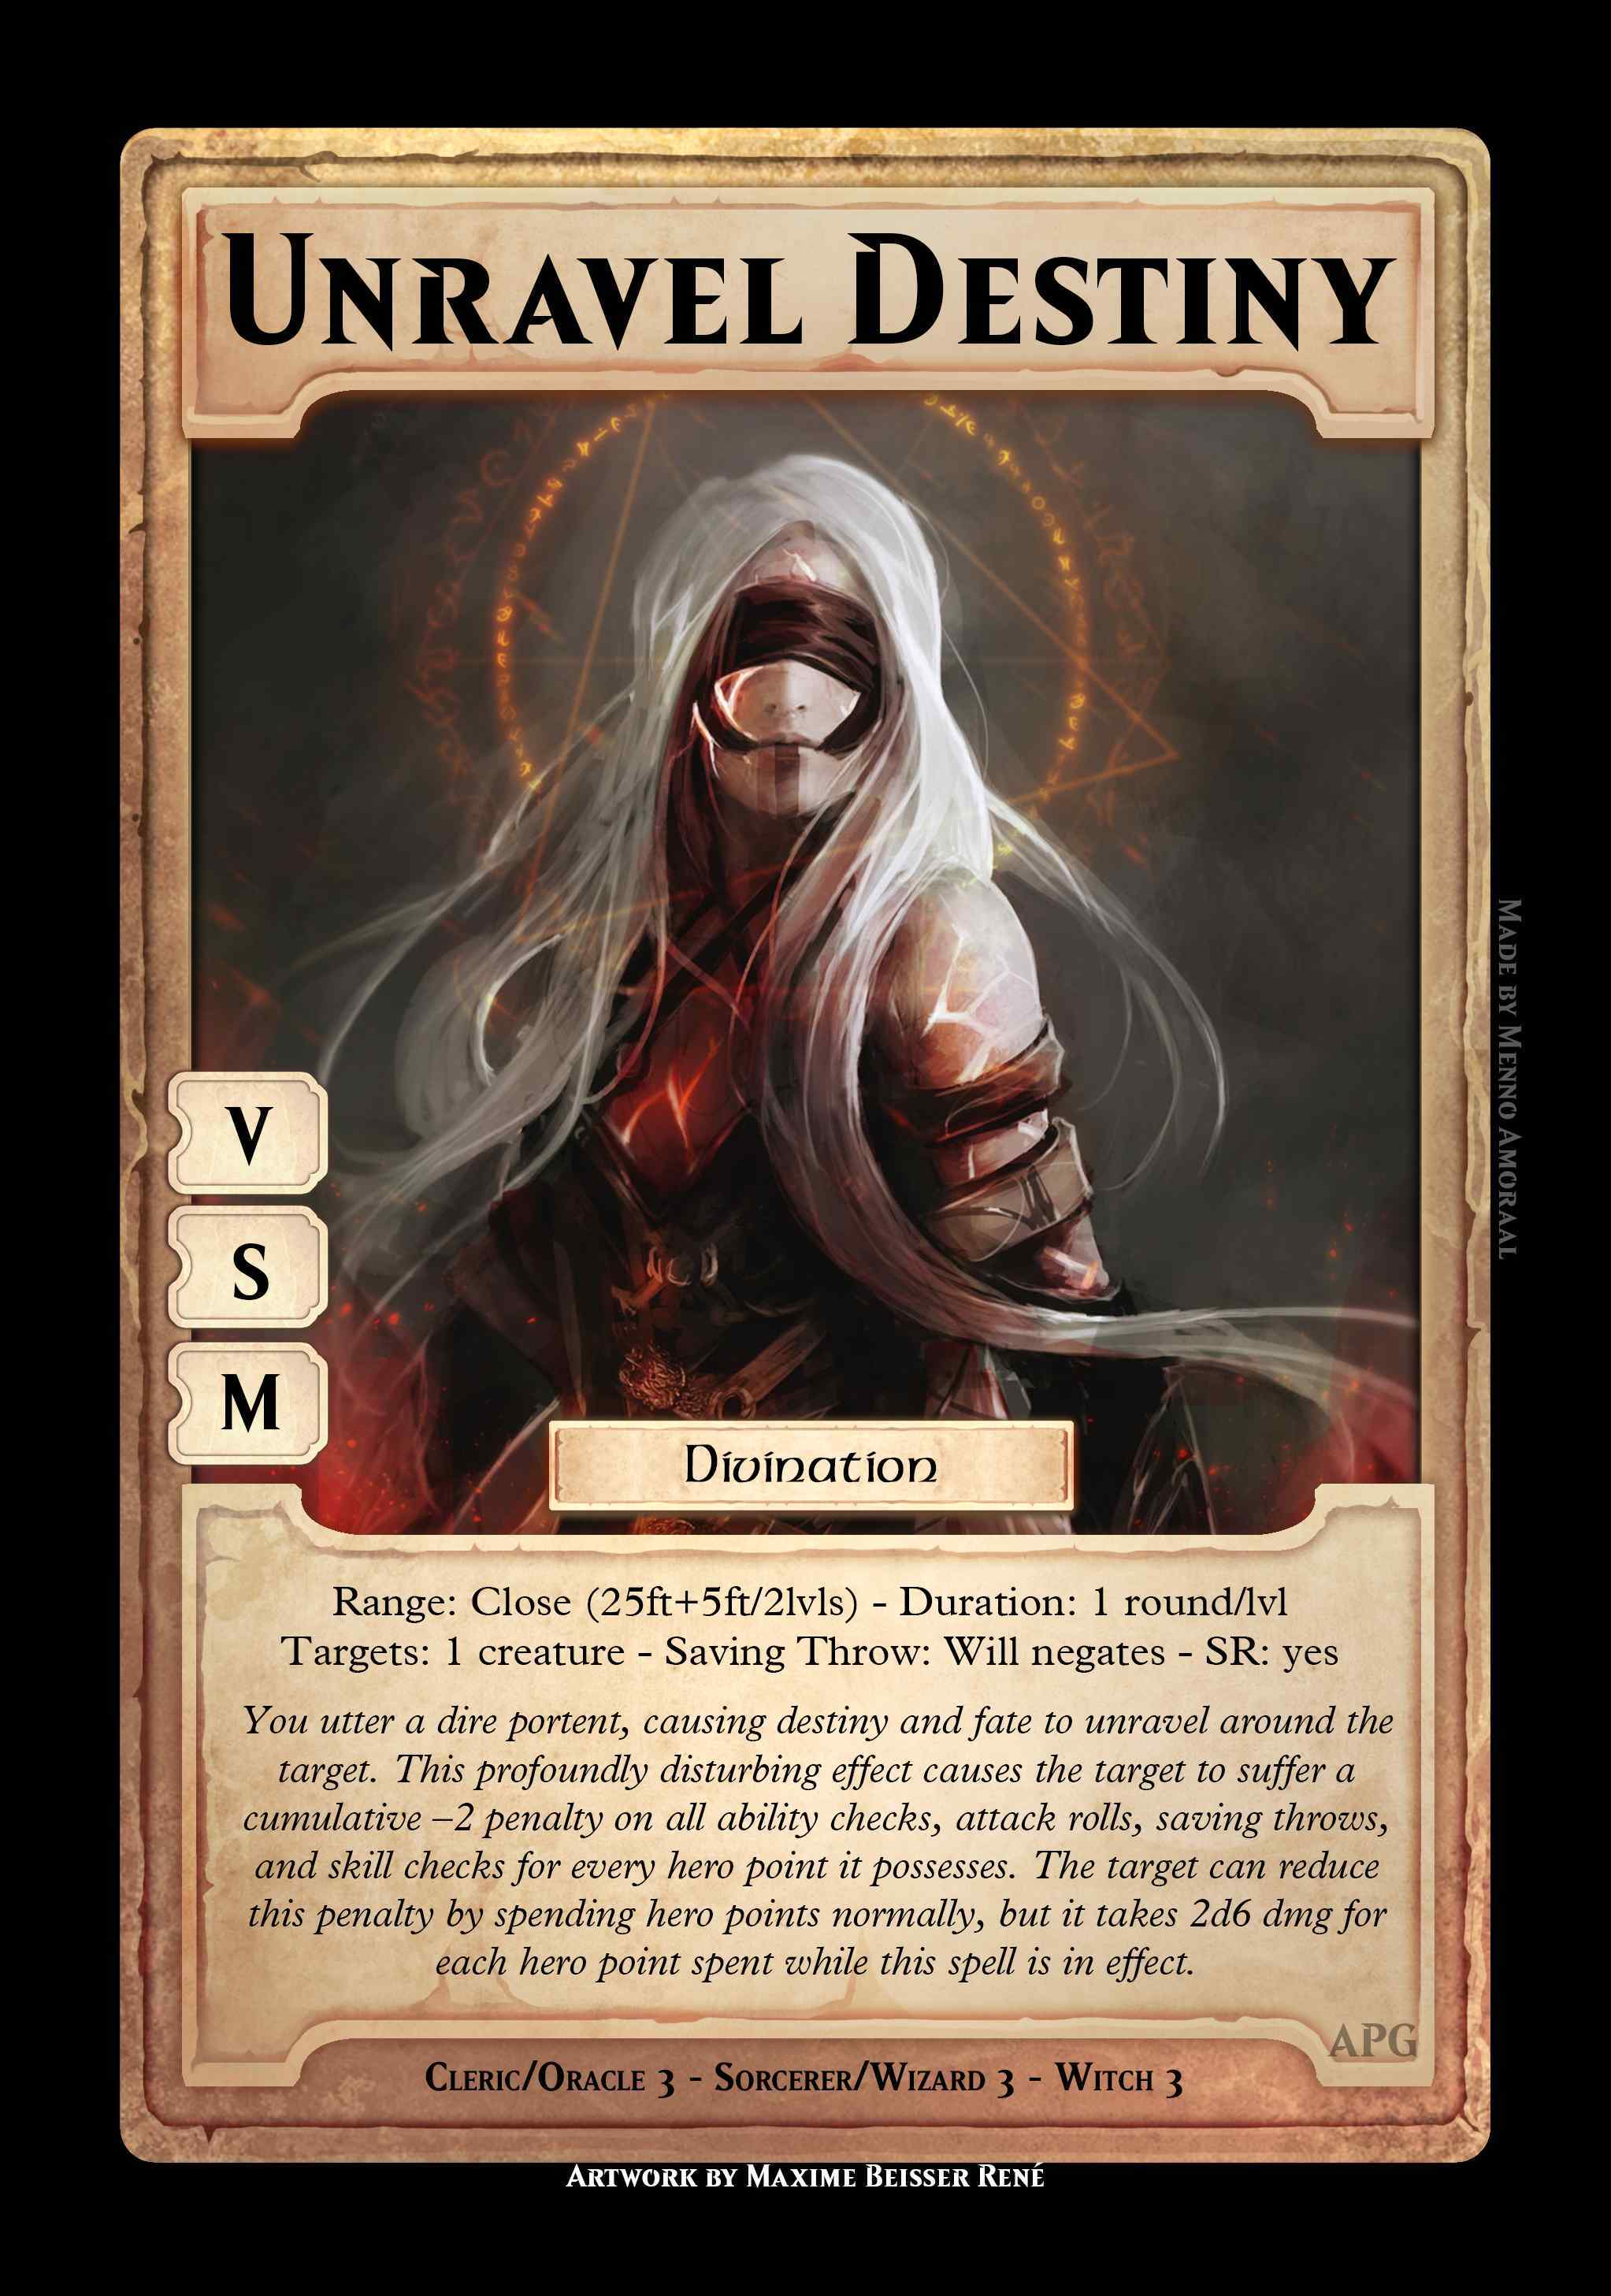 Unravel Destiny
V
S
M
Divination
Range: Close (25ft+5ft/2lvls) - Duration: 1 round/lvl
Targets: 1 creature - Saving Throw: Will negates - SR: yes
You utter a dire portent, causing destiny and fate to unravel around the
target. This profoundly disturbing effect causes the target to suffer a
cumulative –2 penalty on all ability checks, attack rolls, saving throws,
and skill checks for every hero point it possesses. The target can reduce
this penalty by spending hero points normally, but it takes 2d6 dmg for
each hero point spent while this spell is in effect.
APG
Cleric/Oracle 3 - Sorcerer/Wizard 3 - Witch 3
Artwork by Maxime Beisser René
Made by Menno Amoraal